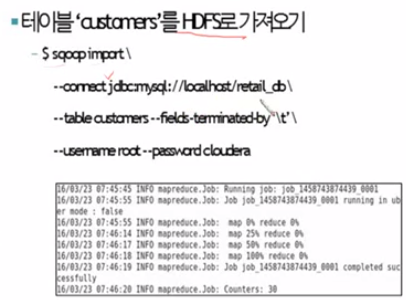 테이블 ‘customers’를 HDFS로 가져오기
– $ sqoop import \
--connect jdbc:mysql://localhost/retail_db \
--table customers --fields-terminated-by ‘\t’ \
--username root --password cloudera
16/03/23 07:45:45 INFO mapreduce.Job: Running job: job_1458743874439_0001
16/03/23 07:45:55 INFO mapreduce.Job: Job job_1458743874439_0001 running in ub
er mode : false
16/03/23 07:45:55 INFO mapreduce.Job:  map 0% reduce 0%
16/03/23 07:46:14 INFO mapreduce.Job:  map 25% reduce 0%
16/03/23 07:46:17 INFO mapreduce.Job:  map 50% reduce 0%
16/03/23 07:46:18 INFO mapreduce.Job:  map 100% reduce 0%
16/03/23 07:46:19 INFO mapreduce.Job: Job job_1458743874439_0001 completed suc
cessfully
16/03/23 07:46:20 INFO mapreduce.Job: Counters: 30